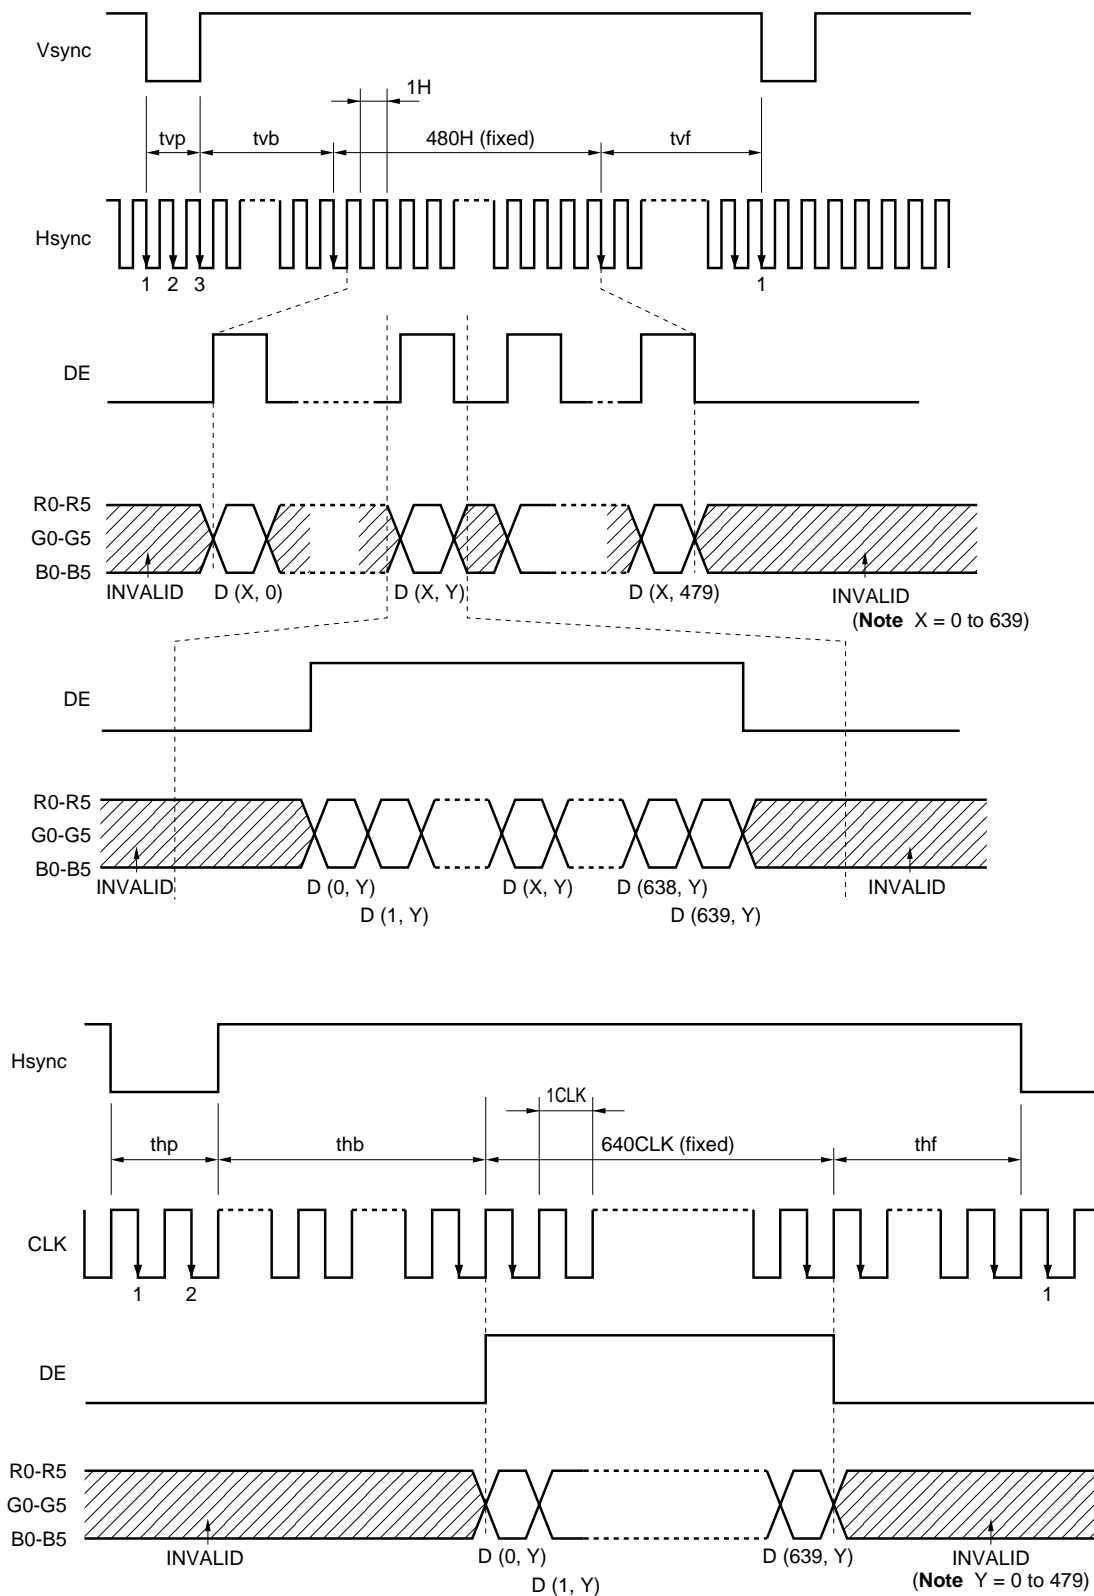 Vsync
1H
tvp
tvb
480H (fixed)
tvf
Hsync
1 2 3
1
DE
R0-R5
G0-G5
B0-B5
INVALID
D (X, 0)
D (X, Y)
D (X, 479)
INVALID
(Note X = 0 to 639)
DE
R0-R5
G0-G5
B0-B5
INVALID
D (0, Y)
D (X, Y)
D (638, Y)
INVALID
D (1, Y)
D (639, Y)
Hsync
1CLK
thp
thb
640CLK (fixed)
thf
CLK
1 2
1
DE
R0-R5
G0-G5
B0-B5
INVALID
D (0, Y)
D (639, Y)
INVALID
D (1, Y)
(Note Y = 0 to 479)